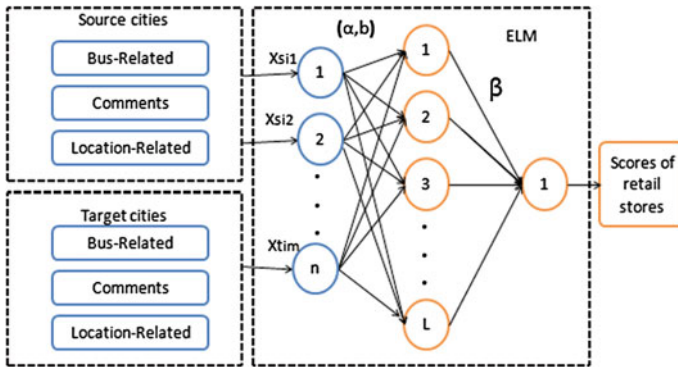 Source cities
Bus-Related
Comments
Location-Related
Target cities
Bus-Related
Comments
Location-Related
Xsi1
Xsi2
Xtim
1
2
n
(α,b)
1
2
3
L
ELM
β
1
Scores of
retail
stores